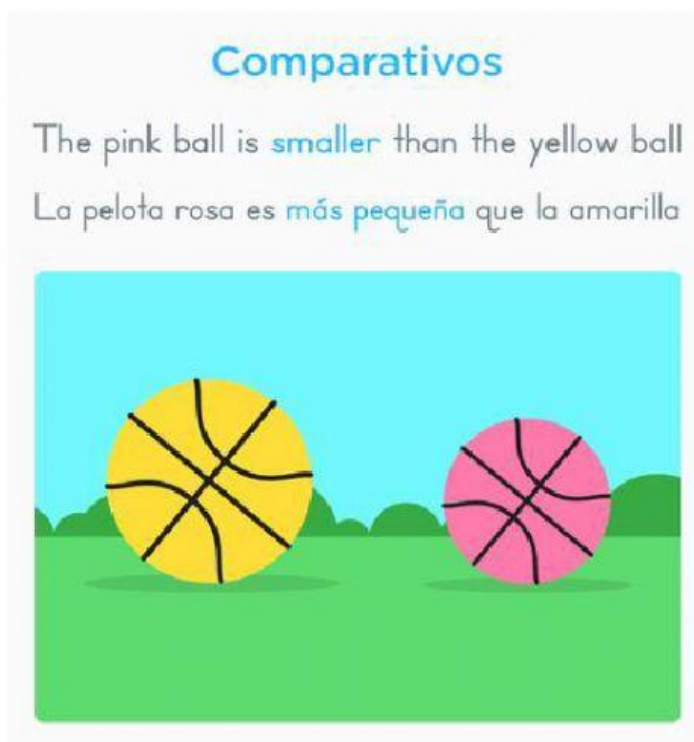 Comparativos
The pink ball is smaller than the yellow ball
La pelota rosa es más pequeña que la amarilla